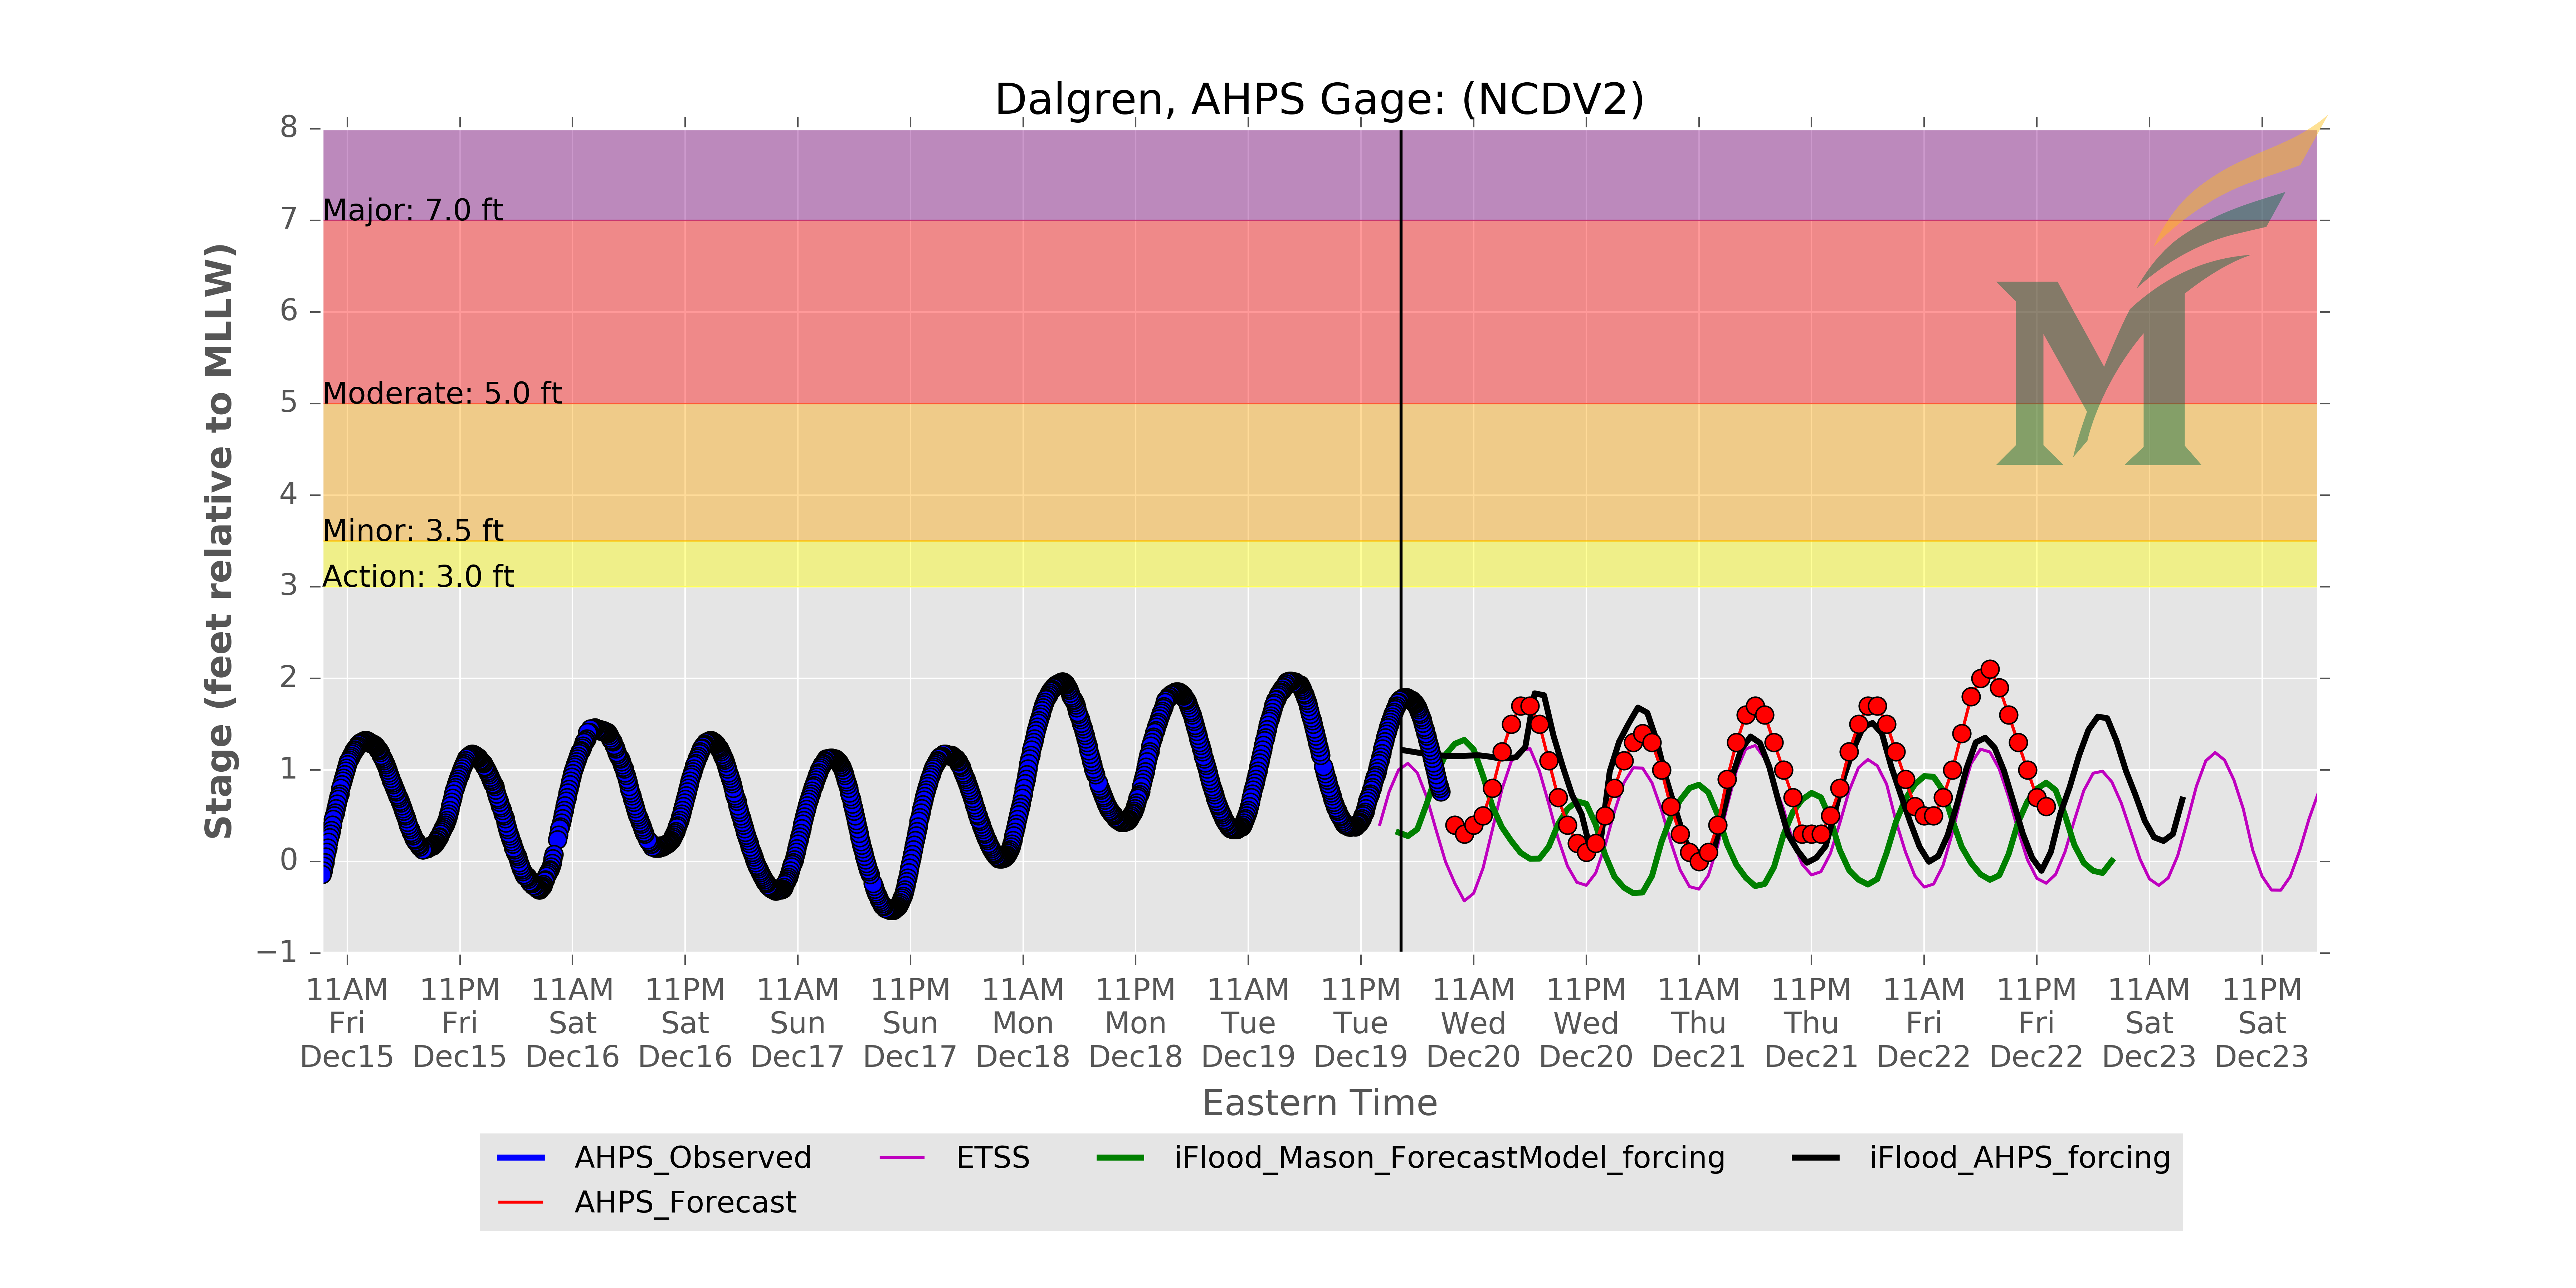 Dalgren, AHPS Gage: (NCDV2)
8
7
6
5
4
3
2
1
0
−1
Stage (feet relative to MLLW)
Major: 7.0 ft
Moderate: 5.0 ft
Minor: 3.5 ft
Action: 3.0 ft
M
11AM 11PM 11AM 11PM 11AM 11PM 11AM 11PM 11AM 11PM 11AM 11PM 11AM 11PM 11AM 11PM 11AM 11PM
Fri Fri Sat Sat Sun Sun Mon Mon Tue Tue Wed Wed Thu Thu Fri Fri Sat Sat
Dec15 Dec15 Dec16 Dec16 Dec17 Dec17 Dec18 Dec18 Dec19 Dec19 Dec20 Dec20 Dec21 Dec21 Dec22 Dec22 Dec23 Dec23
Eastern Time
AHPS_Observed ETSS iFlood_Mason_ForecastModel_forcing iFlood_AHPS_forcing
AHPS_Forecast